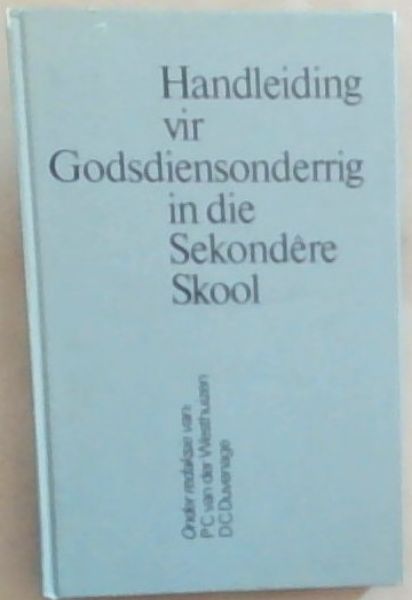 Handleiding
vir
Godsdiensonderrig
in die
Sekondêre
Skool
Onder redaksie van:
P C van der Westhuizen
D C Duvenage